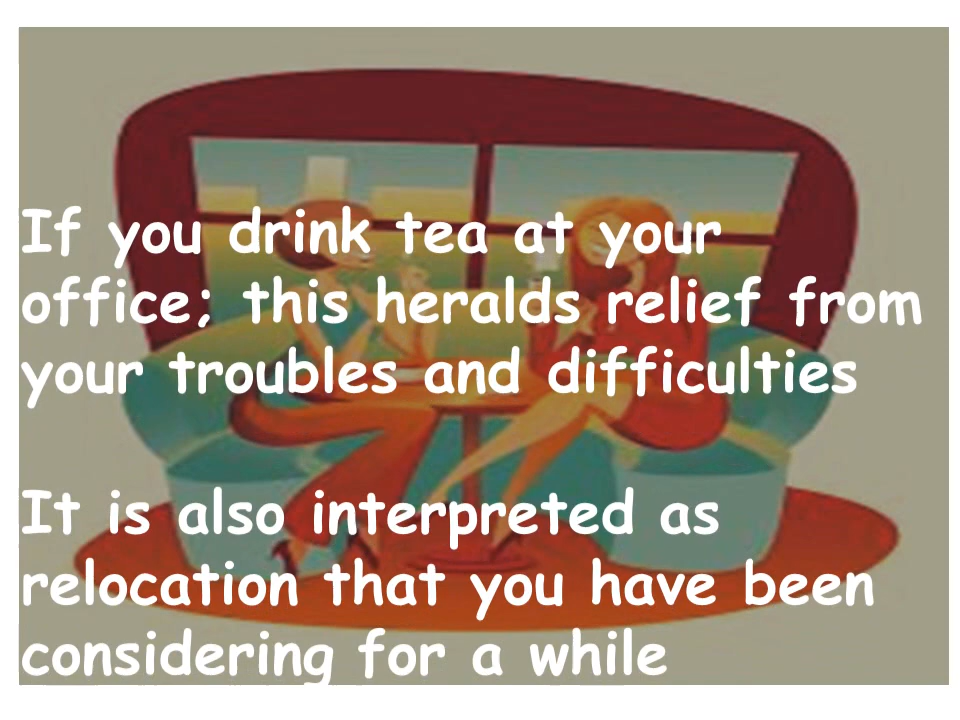 If you drink tea at your
office; this heralds relief from
your troubles and difficulties
It is also interpreted as
relocation that you have been
considering for a while